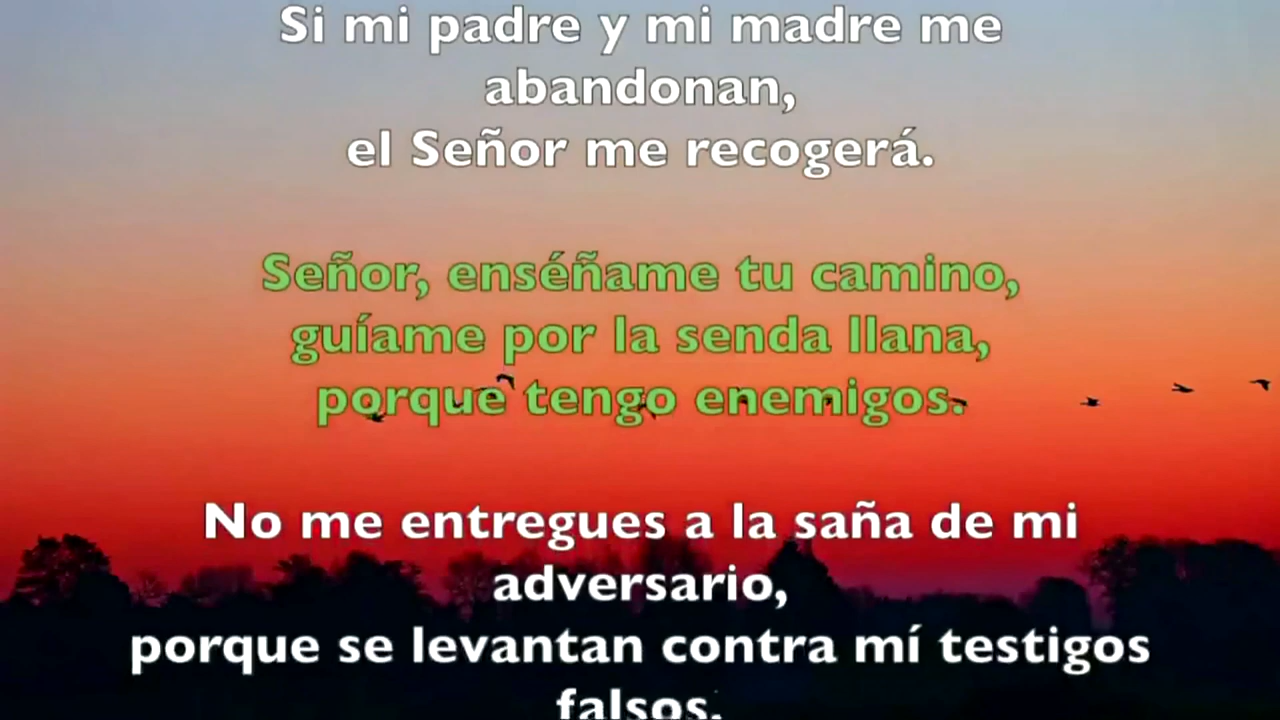 Si mi padre y mi madre me
abandonan,
el Señor me recogerá.
Señor, enséñame tu camino,
guíame por la senda llana,
porque tengo enemigos.
No me entregues a la saña de mi
adversario,
porque se levantan contra mí testigos
falsos,